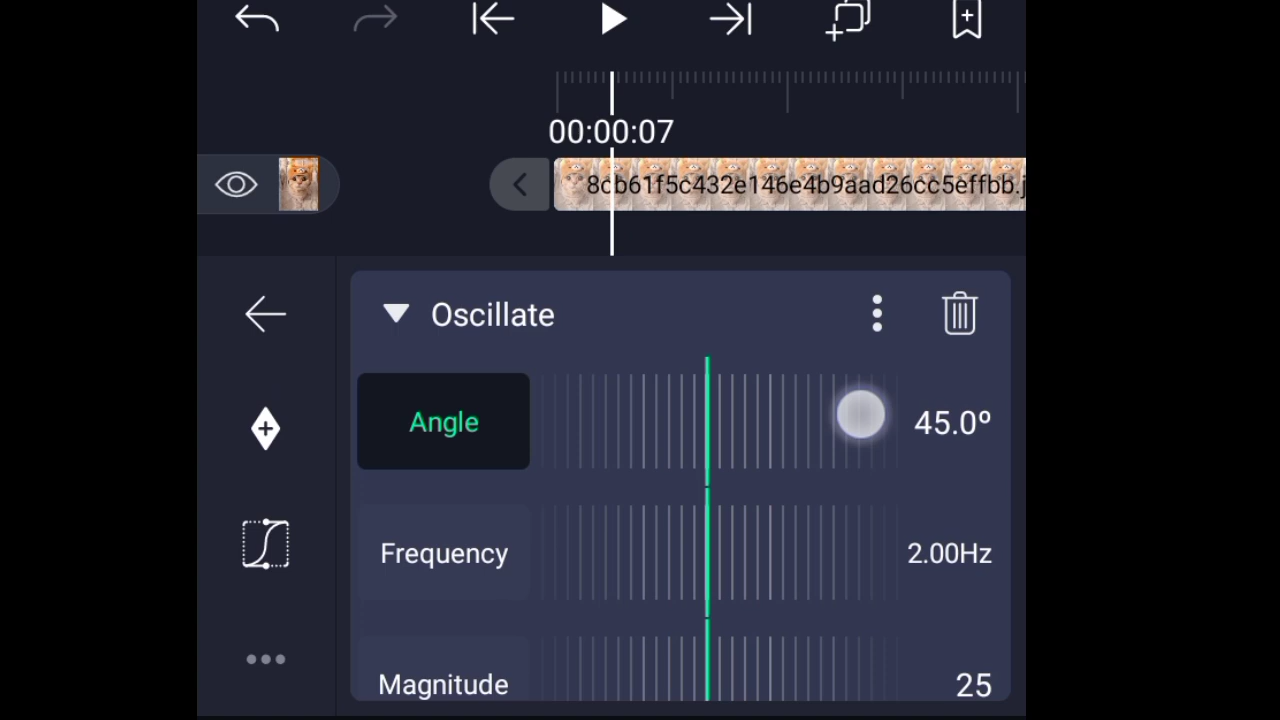 00:00:07
8cb61f5c432e146e4b9aad26cc5effbb.j
Oscillate
Angle
45.0º
Frequency
2.00Hz
Magnitude
25